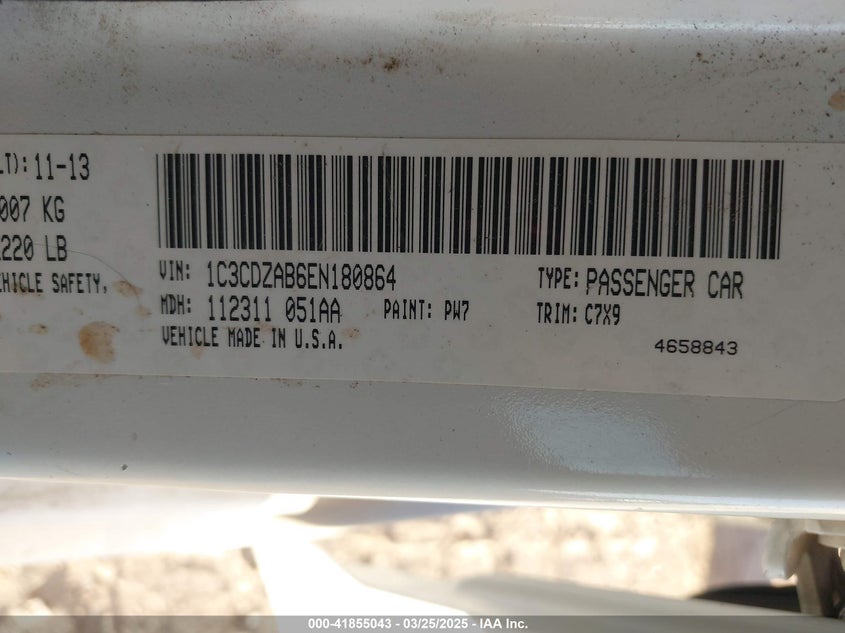 LT): 11-13
007 KG
220 LB
EHICLE SAFETY,
VIN: 1C3CDZAB6EN180864
TYPE: PASSENGER CAR
MDH: 112311 051AA
PAINT: PW7
TRIM: C7X9
VEHICLE MADE IN U.S.A.
4658843
000-41855043 - 03/25/2025 - IAA Inc.